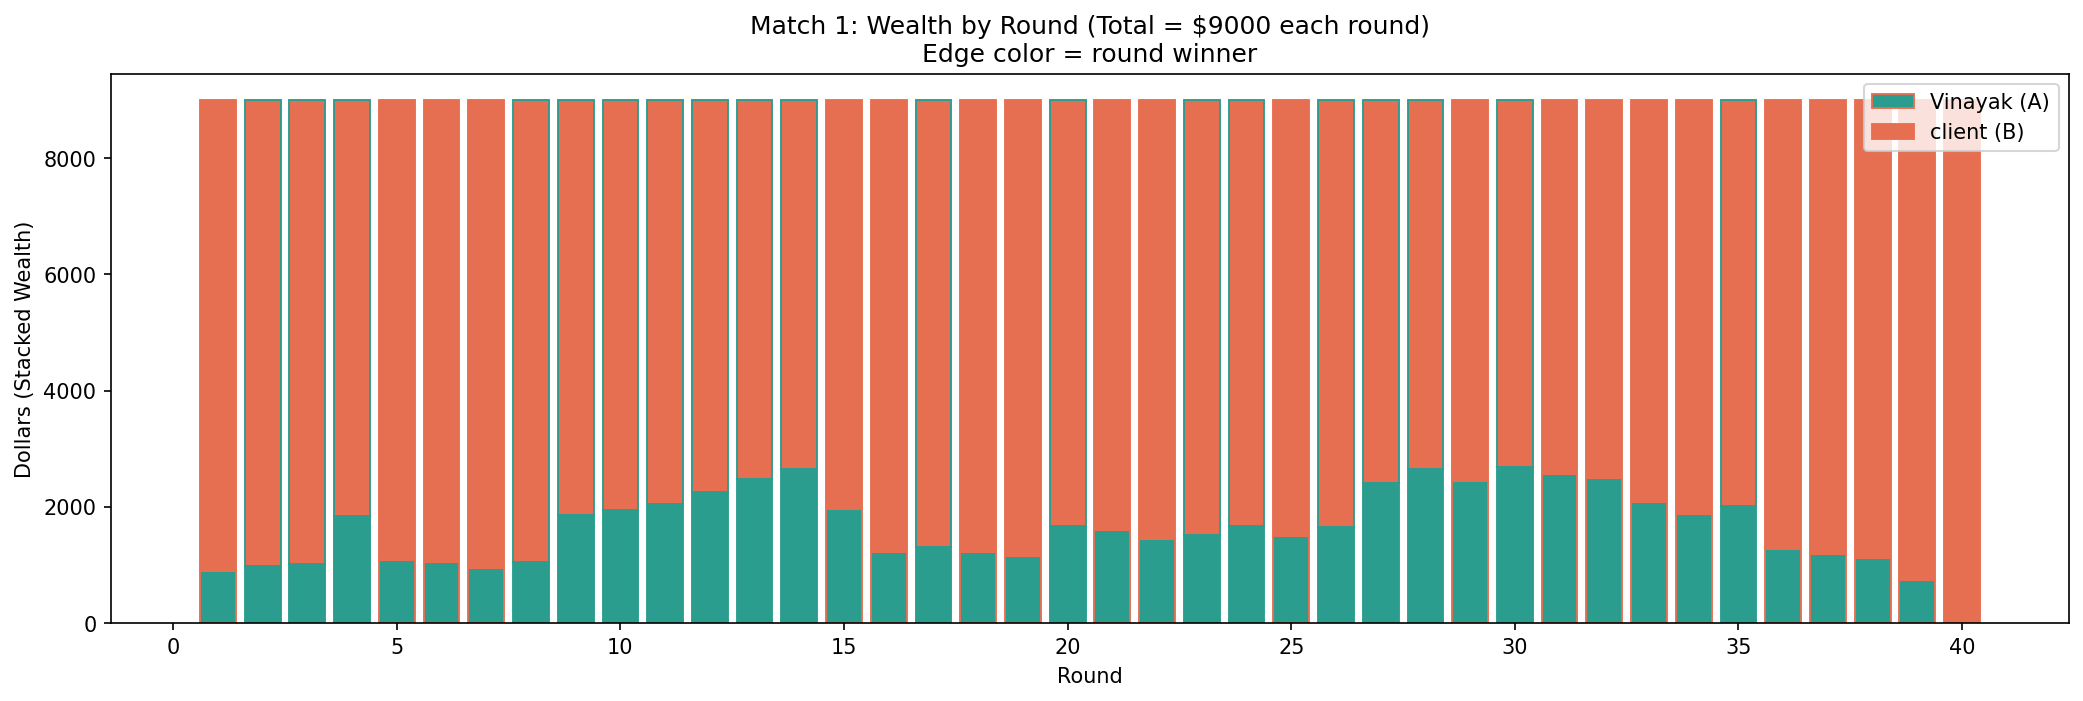 Match 1: Wealth by Round (Total = $9000 each round)
Edge color = round winner
Vinayak (A)
client (B)
Dollars (Stacked Wealth)
8000
6000
4000
2000
0
0 5 10 15 20 25 30 35 40
Round